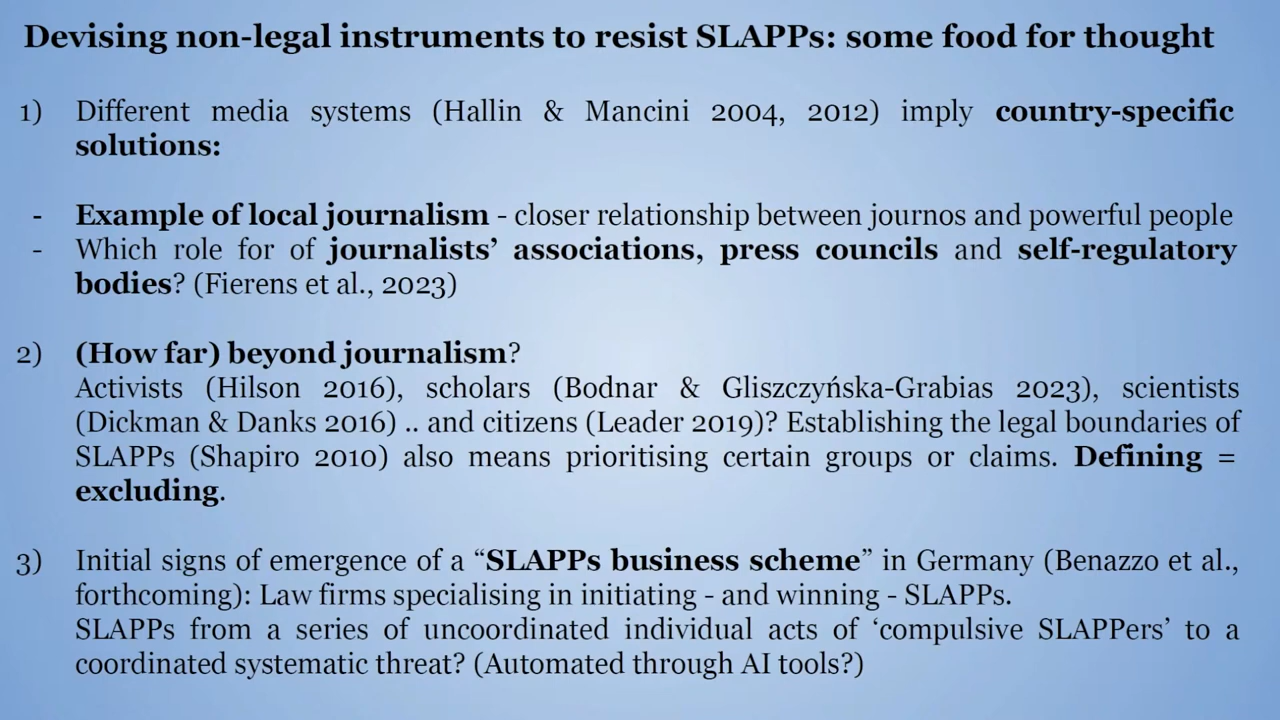 Devising non-legal instruments to resist SLAPPs: some food for thought
1) Different media systems (Hallin & Mancini 2004, 2012) imply country-specific
solutions:
- Example of local journalism - closer relationship between journos and powerful people
- Which role for of journalists’ associations, press councils and self-regulatory
bodies? (Fierens et al., 2023)
2) (How far) beyond journalism?
Activists (Hilson 2016), scholars (Bodnar & Gliszczyńska-Grabias 2023), scientists
(Dickman & Danks 2016) .. and citizens (Leader 2019)? Establishing the legal boundaries of
SLAPPs (Shapiro 2010) also means prioritising certain groups or claims. Defining =
excluding.
3) Initial signs of emergence of a “SLAPPs business scheme” in Germany (Benazzo et al.,
forthcoming): Law firms specialising in initiating - and winning - SLAPPs.
SLAPPs from a series of uncoordinated individual acts of ‘compulsive SLAPPers’ to a
coordinated systematic threat? (Automated through AI tools?)